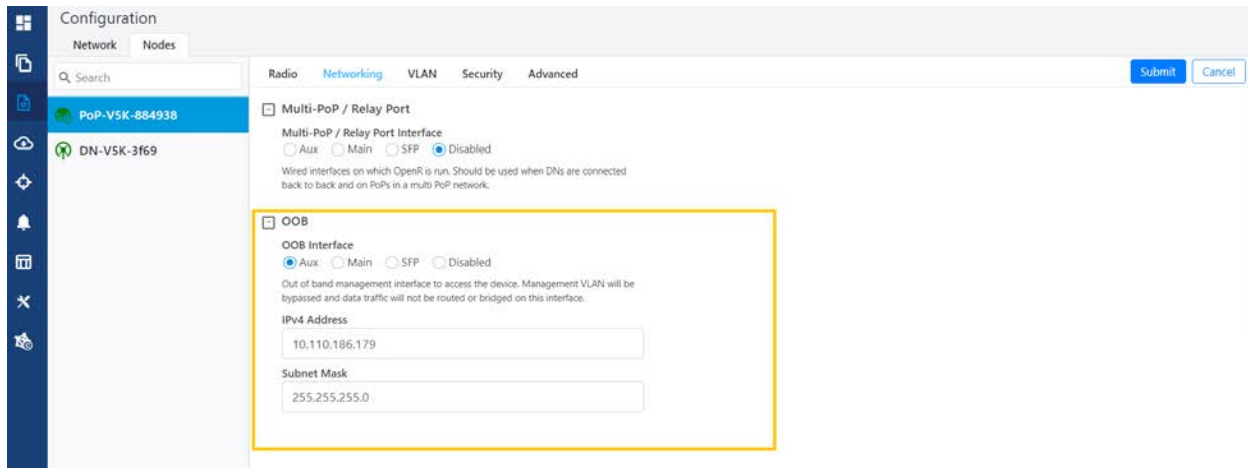 Configuration
Network Nodes
Search
Radio Networking VLAN Security Advanced
Submit Cancel
PoP-V5K-884938
DN-V5K-3f69
Multi-PoP / Relay Port
Multi-PoP / Relay Port Interface
Aux Main SFP Disabled
Wired interfaces on which OpenR is run. Should be used when DNs are connected
back to back and on PoPs in a multi PoP network.
OOB
OOB Interface
Aux Main SFP Disabled
Out of band management interface to access the device. Management VLAN will be
bypassed and data traffic will not be routed or bridged on this interface.
IPv4 Address
10.110.186.179
Subnet Mask
255.255.255.0